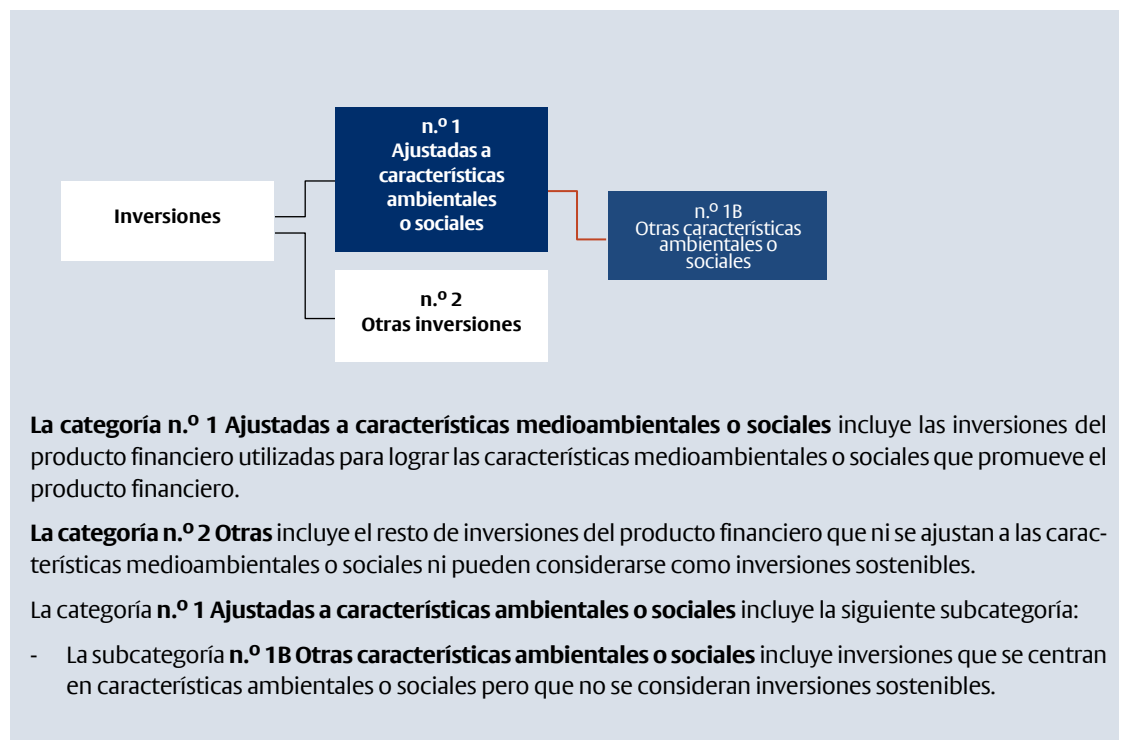 n.º 1
Ajustadas a
características
ambientales
o sociales
Inversiones
n.º 1B
Otras características
ambientales o
sociales
n.º 2
Otras inversiones
La categoría n.º 1 Ajustadas a características medioambientales o sociales incluye las inversiones del
producto financiero utilizadas para lograr las características medioambientales o sociales que promueve el
producto financiero.
La categoría n.º 2 Otras incluye el resto de inversiones del producto financiero que ni se ajustan a las carac-
terísticas medioambientales o sociales ni pueden considerarse como inversiones sostenibles.
La categoría n.º 1 Ajustadas a características ambientales o sociales incluye la siguiente subcategoría:
- La subcategoría n.º 1B Otras características ambientales o sociales incluye inversiones que se centran
en características ambientales o sociales pero que no se consideran inversiones sostenibles.